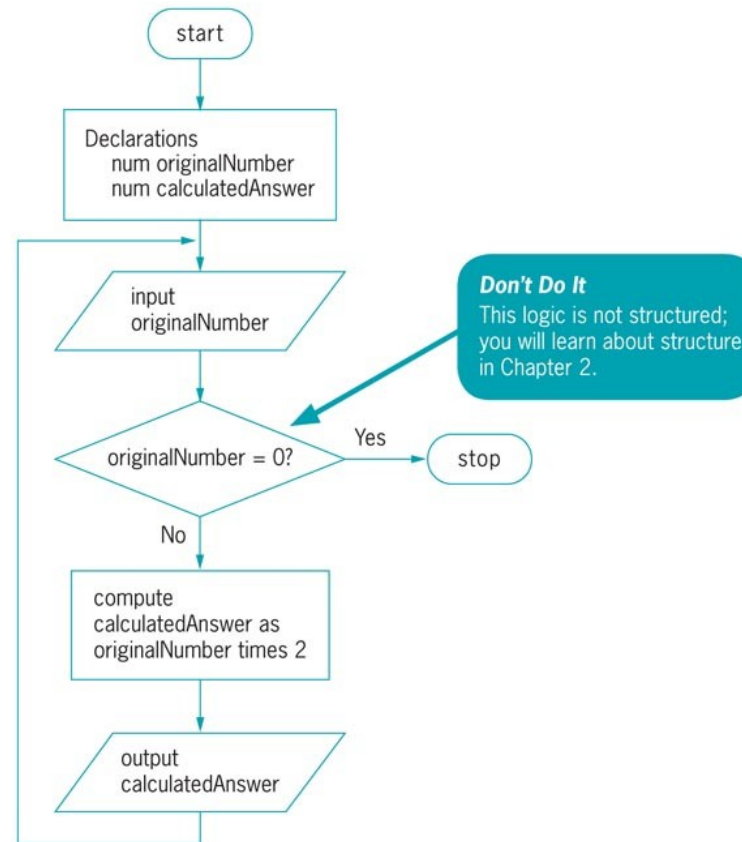 start
Declarations
num originalNumber
num calculatedAnswer
input
originalNumber
Don't Do It
This logic is not structured;
you will learn about structure
in Chapter 2.
originalNumber = 0?
Yes
stop
No
compute
calculatedAnswer as
originalNumber times 2
output
calculatedAnswer